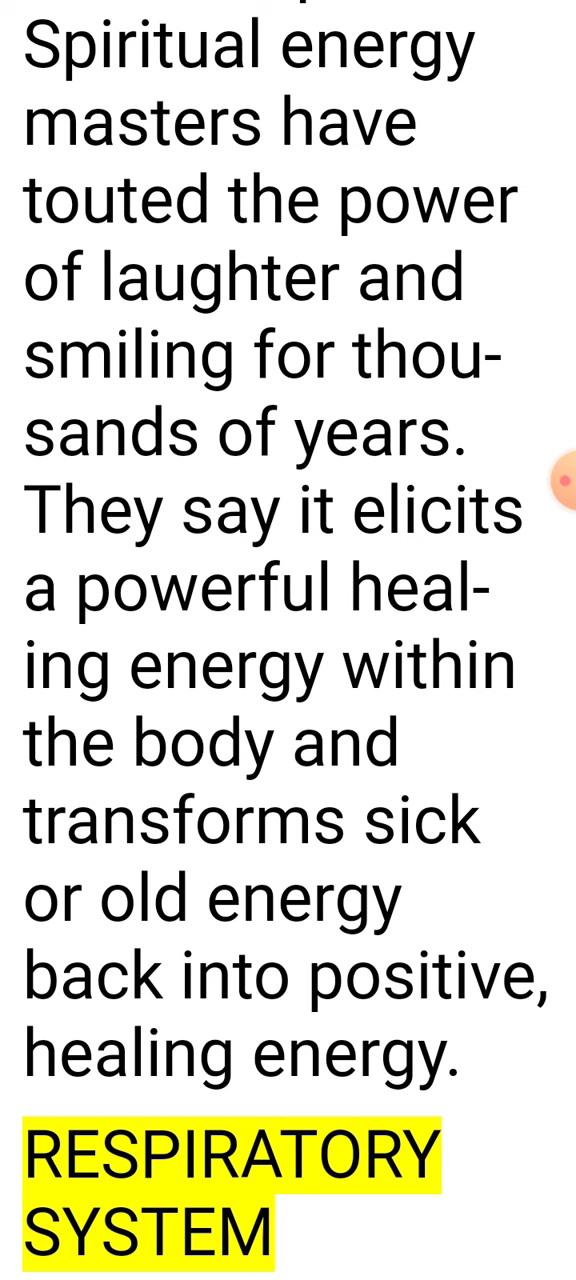 Spiritual energy
masters have
touted the power
of laughter and
smiling for thou-
sands of years.
They say it elicits
a powerful heal-
ing energy within
the body and
transforms sick
or old energy
back into positive,
healing energy.
RESPIRATORY
SYSTEM